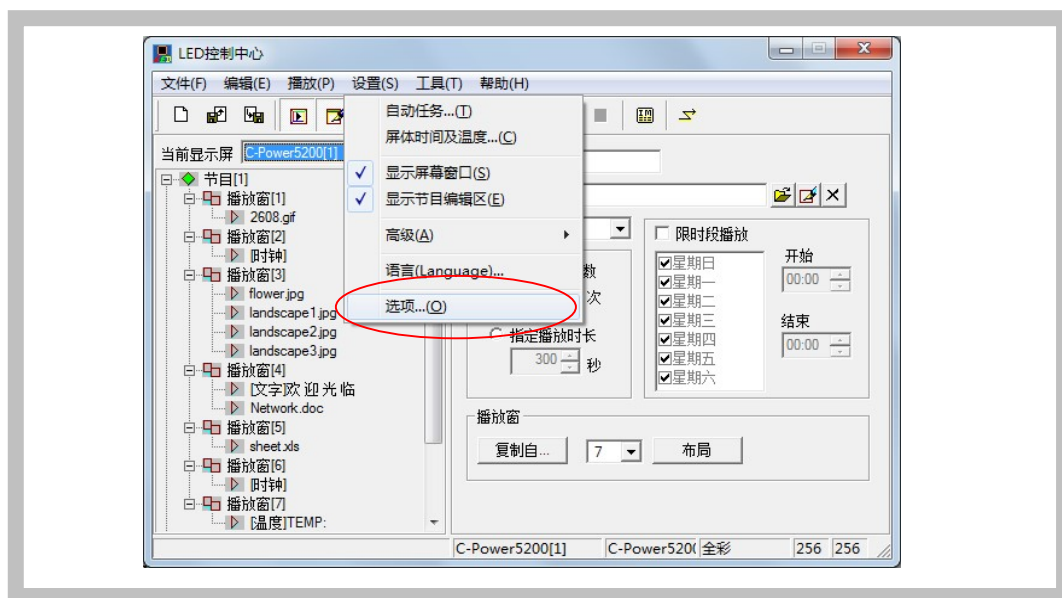 LED控制中心
文件(F) 编辑(E) 播放(P) 设置(S) 工具(T) 帮助(H)
自动任务...(T)
屏体时间及温度...(C)
显示屏幕窗口(S)
显示节目编辑区(E)
高级(A)
语言(Language)...
选项...(O)
当前显示屏 C-Power5200[1]
节目[1]
播放窗[1]
2608.gif
播放窗[2]
[时钟]
播放窗[3]
flower.jpg
landscape1.jpg
landscape2.jpg
landscape3.jpg
播放窗[4]
[文字]欢迎光临
Network.doc
播放窗[5]
sheet.xls
播放窗[6]
[时钟]
播放窗[7]
[温度]TEMP:
数
次
指定播放时长
300 秒
限时段播放
星期日
星期一
星期二
星期三
星期四
星期五
星期六
开始
00:00
结束
00:00
播放窗
复制自... 7 布局
C-Power5200[1] C-Power520( 全彩 256 256